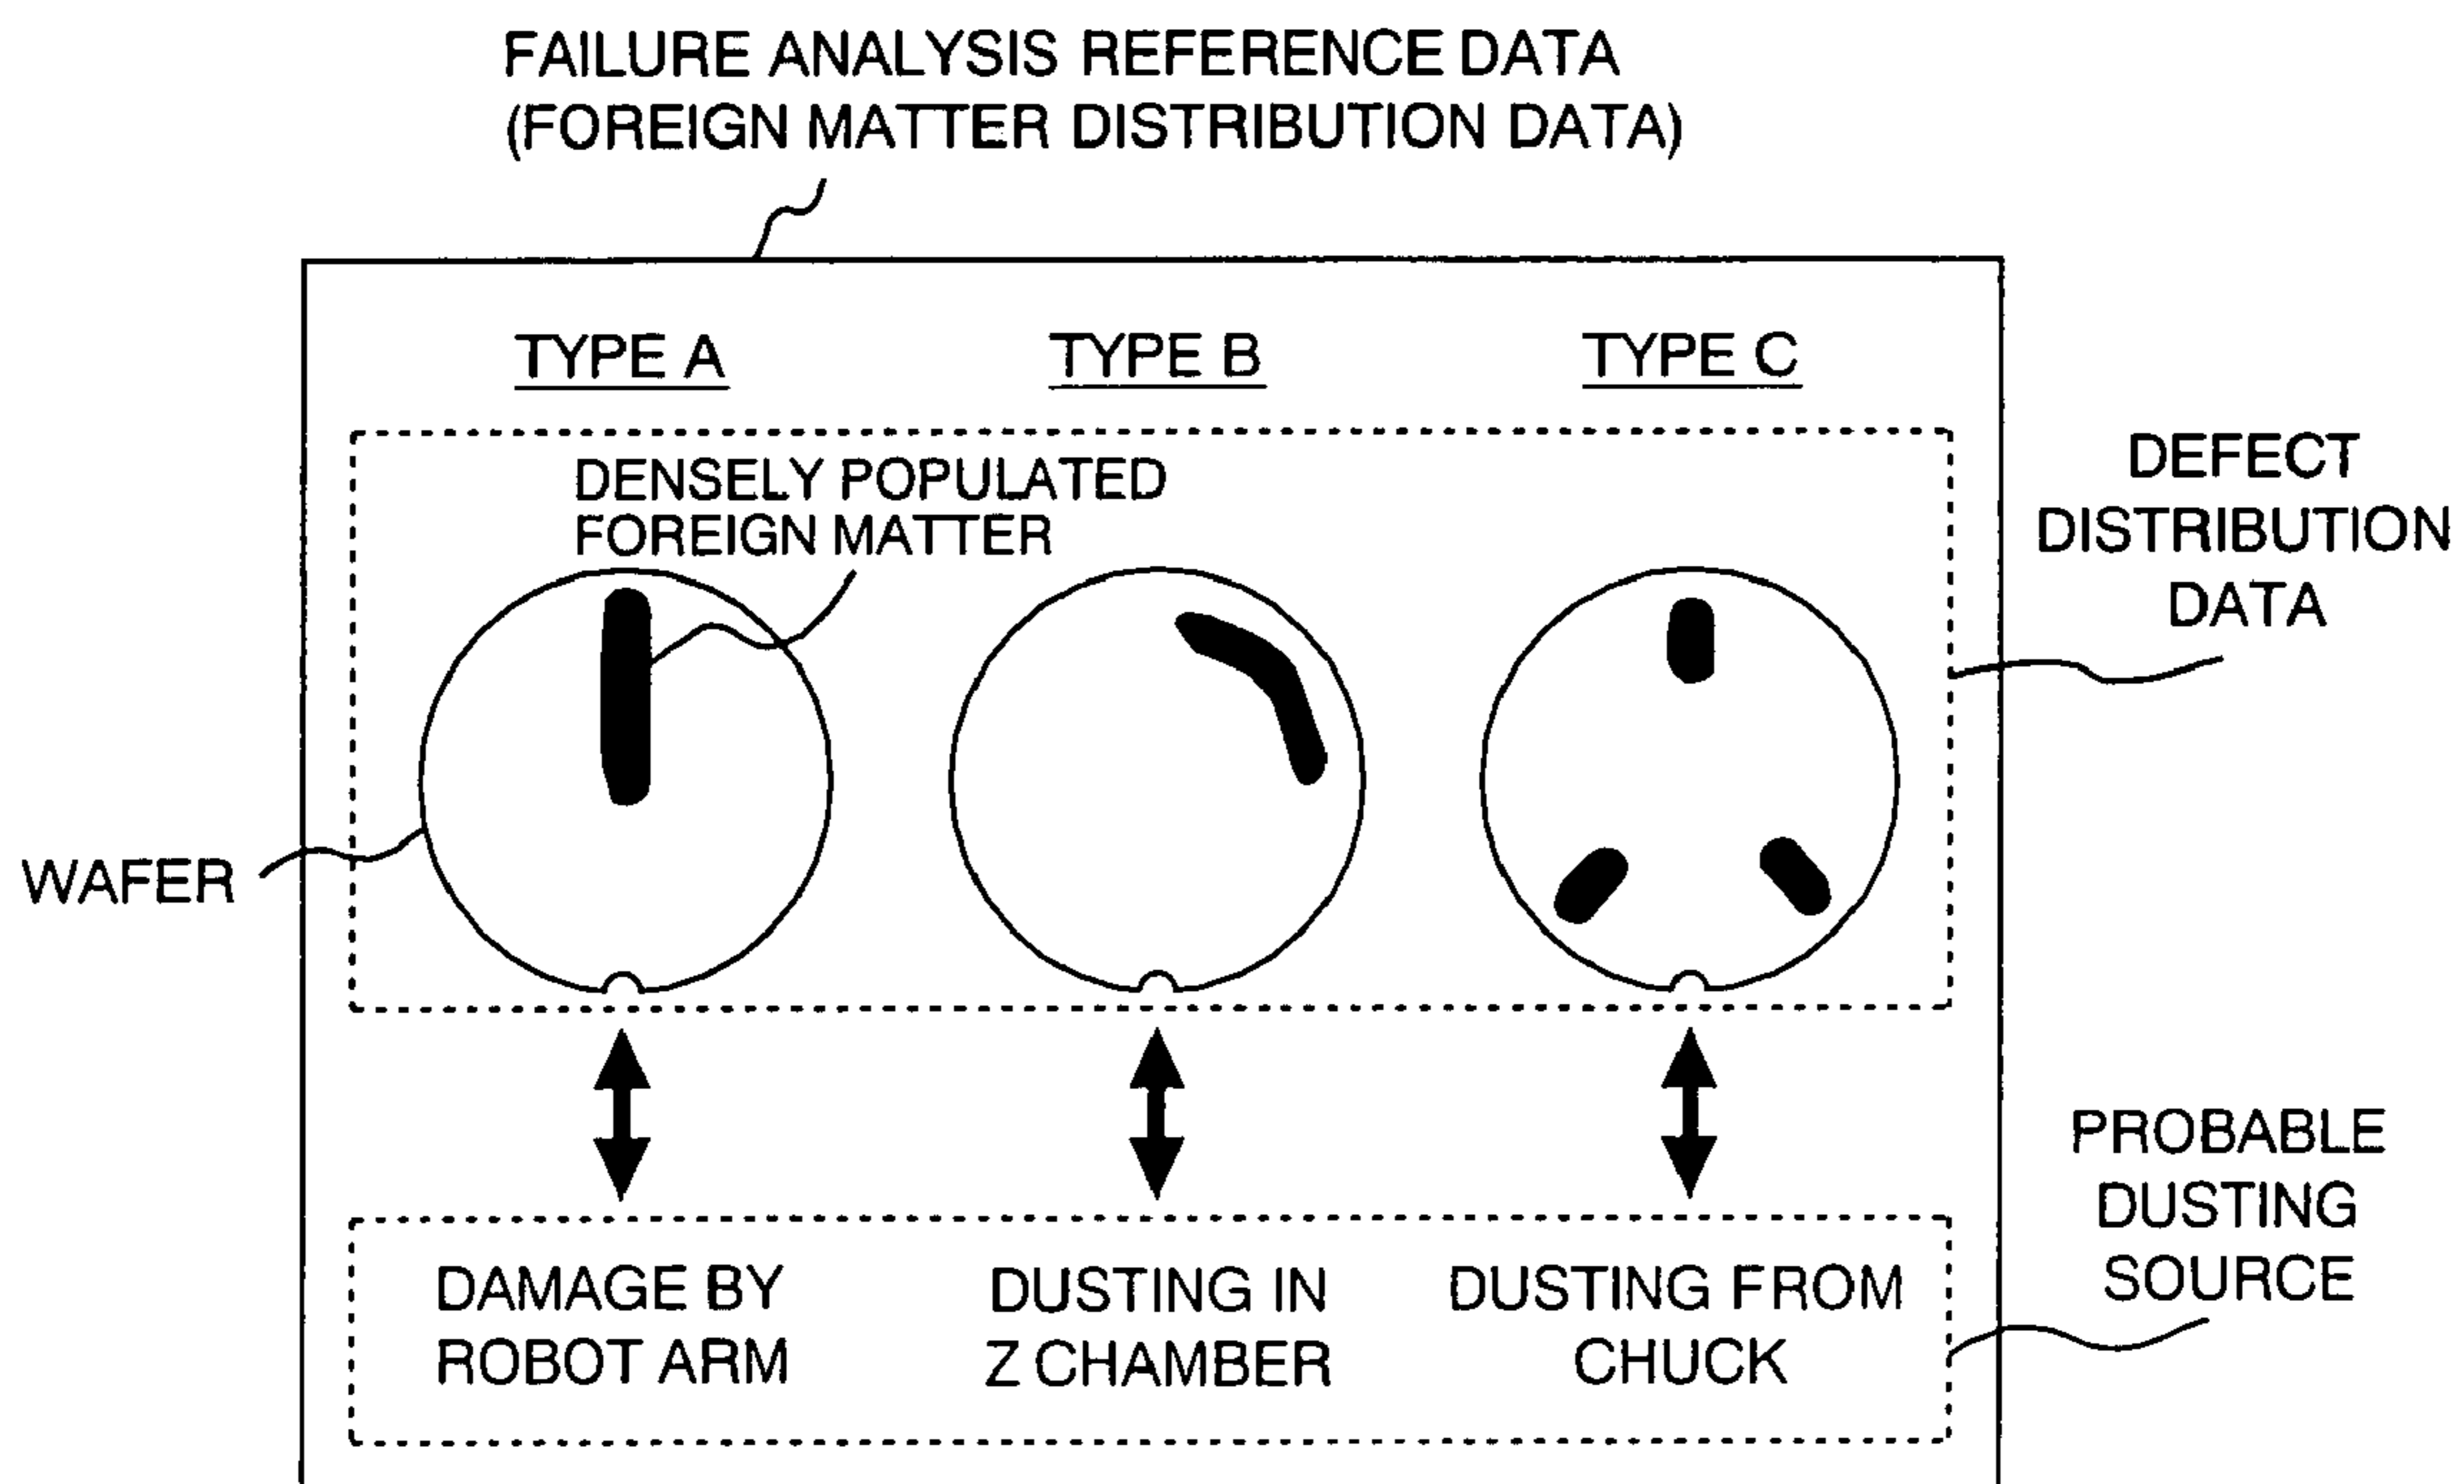 FAILURE ANALYSIS REFERENCE DATA
(FOREIGN MATTER DISTRIBUTION DATA)
TYPE A
TYPE B
TYPE C
DENSELY POPULATED
FOREIGN MATTER
DEFECT
DISTRIBUTION
DATA
WAFER
PROBABLE
DUSTING
SOURCE
DAMAGE BY
ROBOT ARM
DUSTING IN
Z CHAMBER
DUSTING FROM
CHUCK